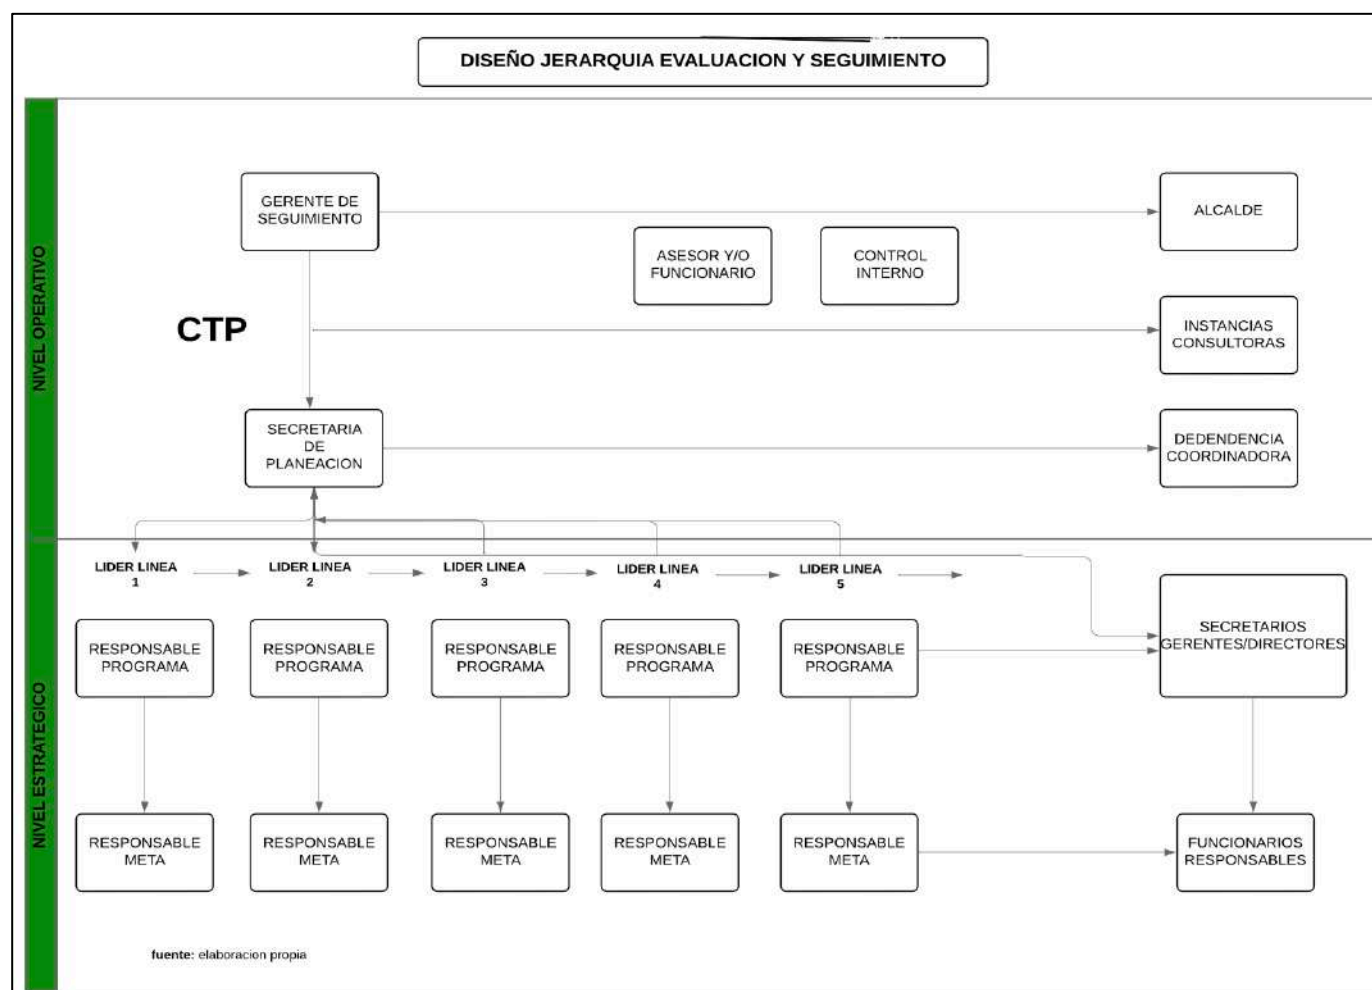 DISEÑO JERARQUIA EVALUACION Y SEGUIMIENTO
NIVEL OPERATIVO
GERENTE DE
SEGUIMIENTO
ALCALDE
ASESOR Y/O
FUNCIONARIO
CONTROL
INTERNO
CTP
INSTANCIAS
CONSULTORAS
SECRETARIA
DE
PLANEACION
DEDENDENCIA
COORDINADORA
NIVEL ESTRATEGICO
LIDER LINEA
1
LIDER LINEA
2
LIDER LINEA
3
LIDER LINEA
4
LIDER LINEA
5
SECRETARIOS
GERENTES/DIRECTORES
RESPONSABLE
PROGRAMA
RESPONSABLE
PROGRAMA
RESPONSABLE
PROGRAMA
RESPONSABLE
PROGRAMA
RESPONSABLE
PROGRAMA
RESPONSABLE
META
RESPONSABLE
META
RESPONSABLE
META
RESPONSABLE
META
RESPONSABLE
META
FUNCIONARIOS
RESPONSABLES
fuente: elaboracion propia